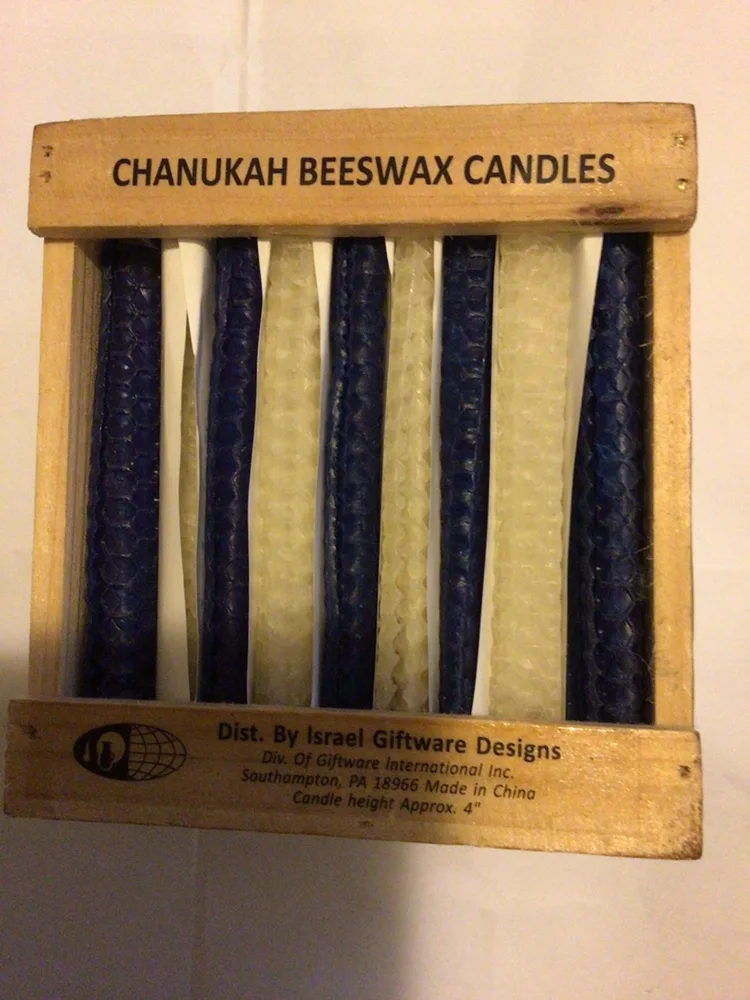 CHANUKAH BEESWAX CANDLES
Dist. By Israel Giftware Designs
Div. Of Giftware International Inc.
Southampton, PA 18966 Made in China
Candle height Approx. 4"